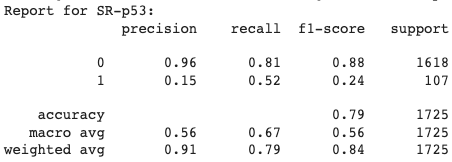 Report for SR-p53:
precision recall f1-score support
0 0.96 0.81 0.88 1618
1 0.15 0.52 0.24 107
accuracy 0.79 1725
macro avg 0.56 0.67 0.56 1725
weighted avg 0.91 0.79 0.84 1725